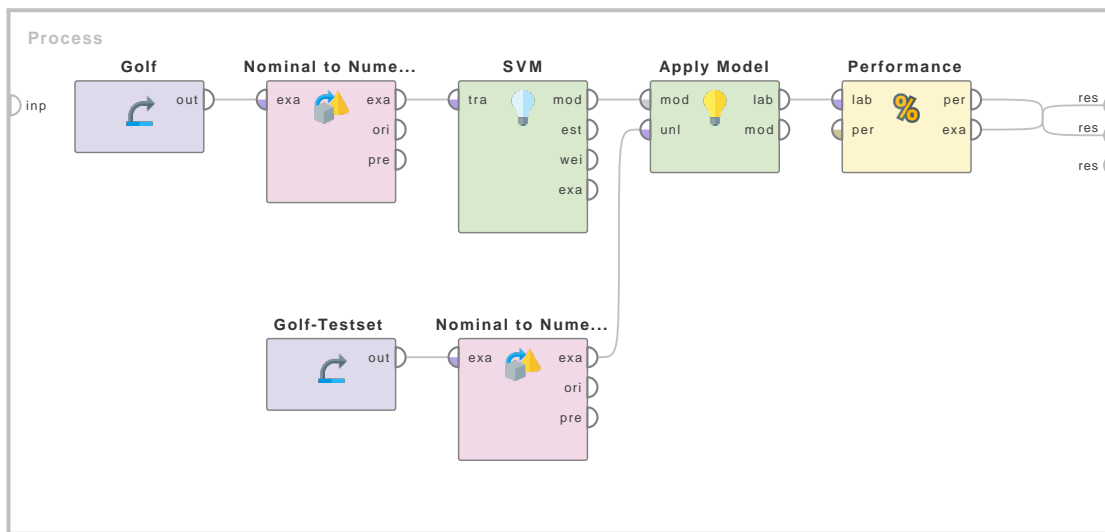 Process
inp
Golf
out
Nominal to Nume...
exa exa
ori
pre
SVM
tra mod
est
wei
exa
Apply Model
mod lab
unl mod
Performance
% 
lab per
per exa
res
res
res
Golf-Testset
out
Nominal to Nume...
exa exa
ori
pre